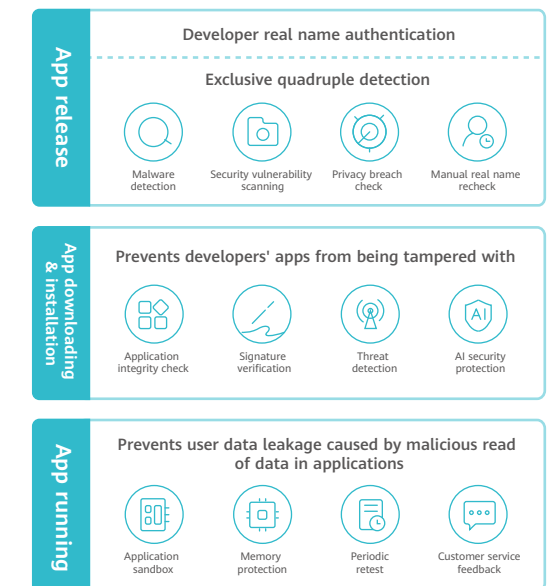 App release
Developer real name authentication
Exclusive quadruple detection
Malware
detection
Security vulnerability
scanning
Privacy breach
check
Manual real name
recheck
App downloading
& installation
Prevents developers' apps from being tampered with
Application
integrity check
Signature
verification
Threat
detection
AI
AI security
protection
App running
Prevents user data leakage caused by malicious read
of data in applications
Application
sandbox
Memory
protection
Periodic
retest
Customer service
feedback